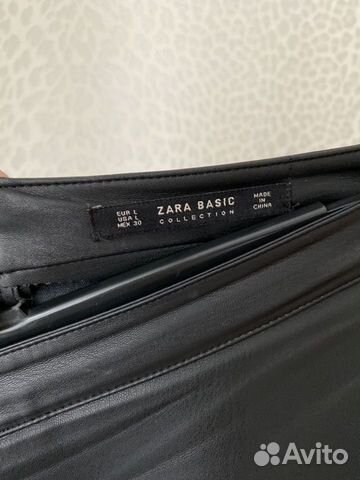 EUR L
USA L
MEX 30
ZARA BASIC
COLLECTION
MADE
IN
CHINA
Avito